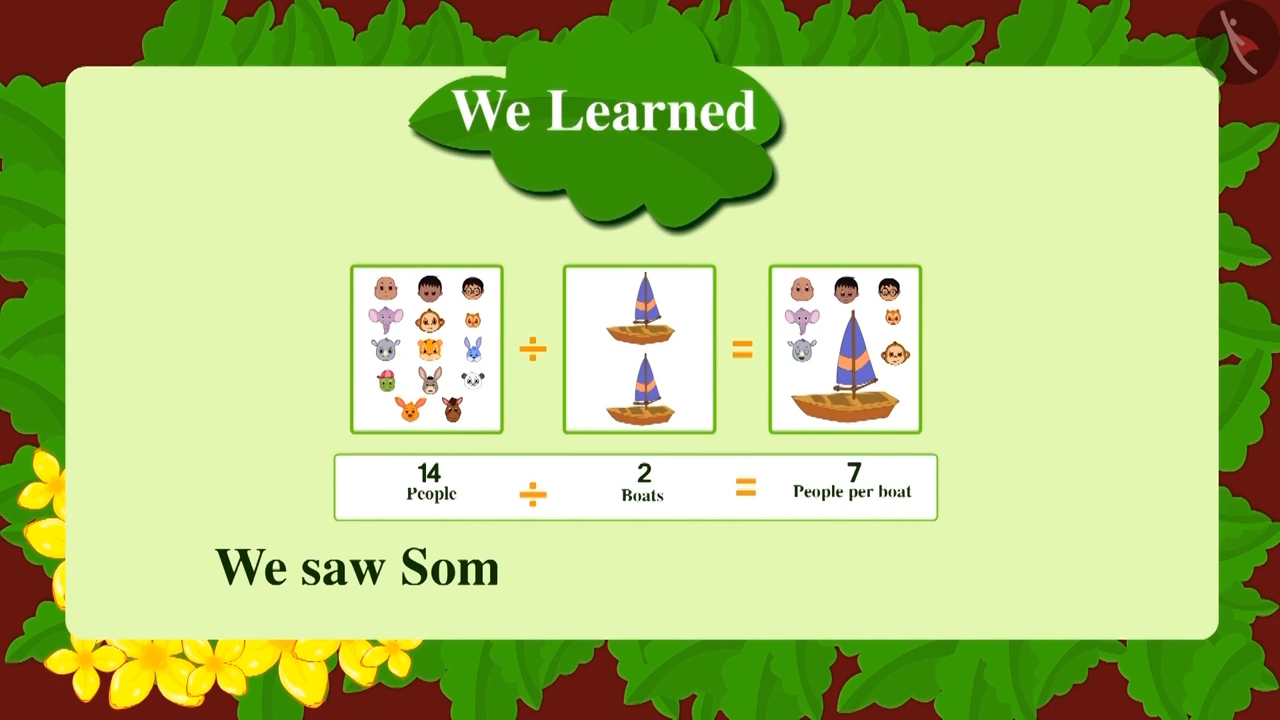 We Learned
÷ =
14 ÷ 2 = 7
People Boats People per boat
We saw Som